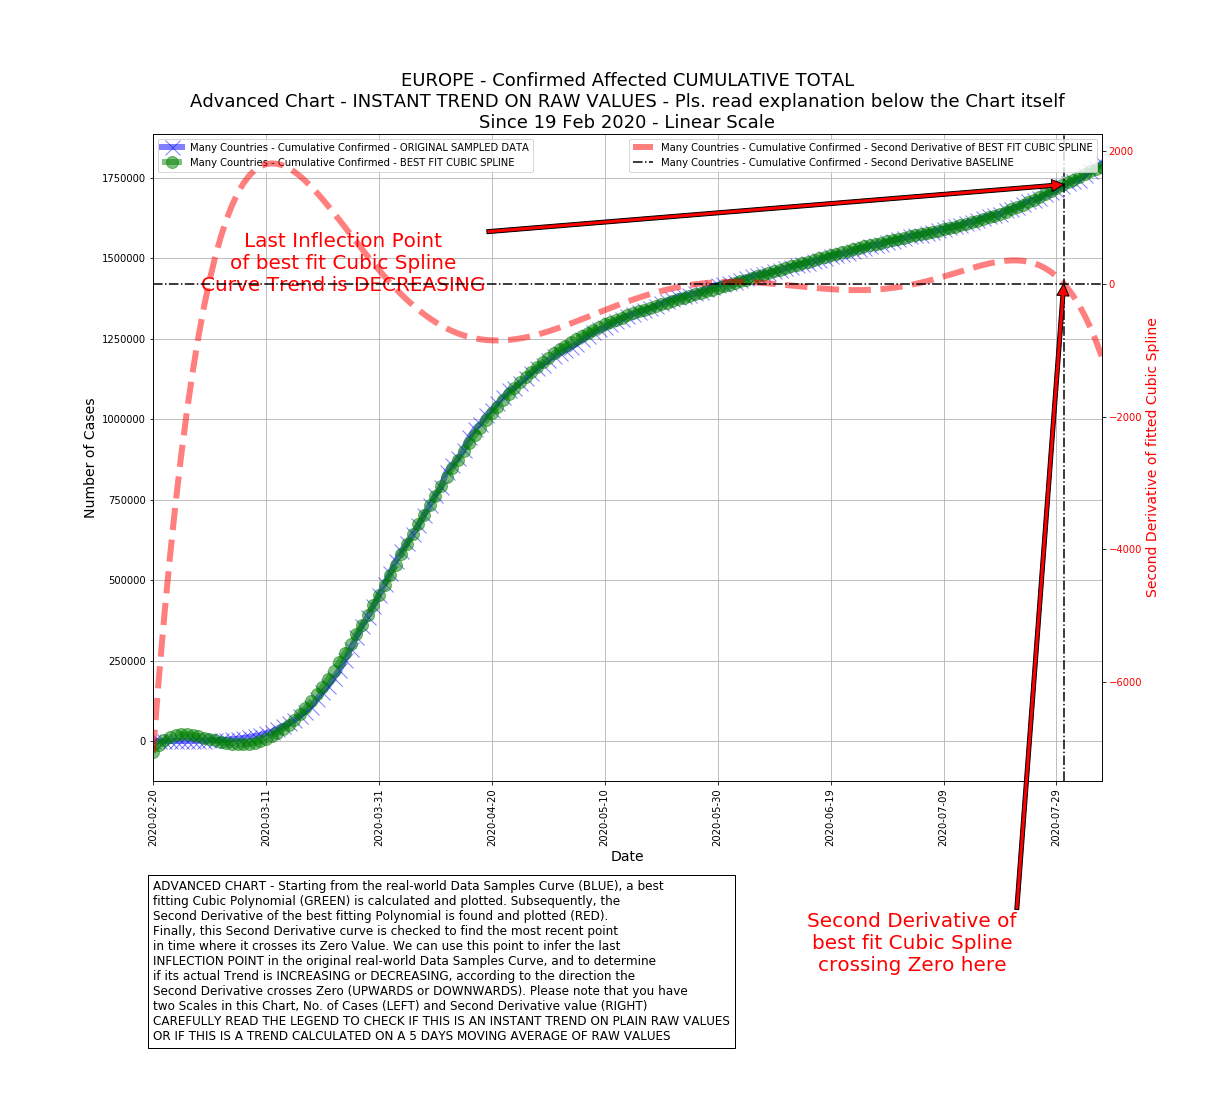 EUROPE - Confirmed Affected CUMULATIVE TOTAL
Advanced Chart - INSTANT TREND ON RAW VALUES - Pls. read explanation below the Chart itself
Since 19 Feb 2020 - Linear Scale
Many Countries - Cumulative Confirmed - ORIGINAL SAMPLED DATA
Many Countries - Cumulative Confirmed - BEST FIT CUBIC SPLINE
Many Countries - Cumulative Confirmed - Second Derivative of BEST FIT CUBIC SPLINE
Many Countries - Cumulative Confirmed - Second Derivative BASELINE
Last Inflection Point
of best fit Cubic Spline
Curve Trend is DECREASING
Number of Cases
1750000
1500000
1250000
1000000
750000
500000
250000
0
2000
0
−2000
−4000
−6000
Second Derivative of fitted Cubic Spline
2020-02-20
2020-03-11
2020-03-31
2020-04-20
2020-05-10
2020-05-30
2020-06-19
2020-07-09
2020-07-29
Date
ADVANCED CHART - Starting from the real-world Data Samples Curve (BLUE), a best
fitting Cubic Polynomial (GREEN) is calculated and plotted. Subsequently, the
Second Derivative of the best fitting Polynomial is found and plotted (RED).
Finally, this Second Derivative curve is checked to find the most recent point
in time where it crosses its Zero Value. We can use this point to infer the last
INFLECTION POINT in the original real-world Data Samples Curve, and to determine
if its actual Trend is INCREASING or DECREASING, according to the direction the
Second Derivative crosses Zero (UPWARDS or DOWNWARDS). Please note that you have
two Scales in this Chart, No. of Cases (LEFT) and Second Derivative value (RIGHT)
CAREFULLY READ THE LEGEND TO CHECK IF THIS IS AN INSTANT TREND ON PLAIN RAW VALUES
OR IF THIS IS A TREND CALCULATED ON A 5 DAYS MOVING AVERAGE OF RAW VALUES
Second Derivative of
best fit Cubic Spline
crossing Zero here